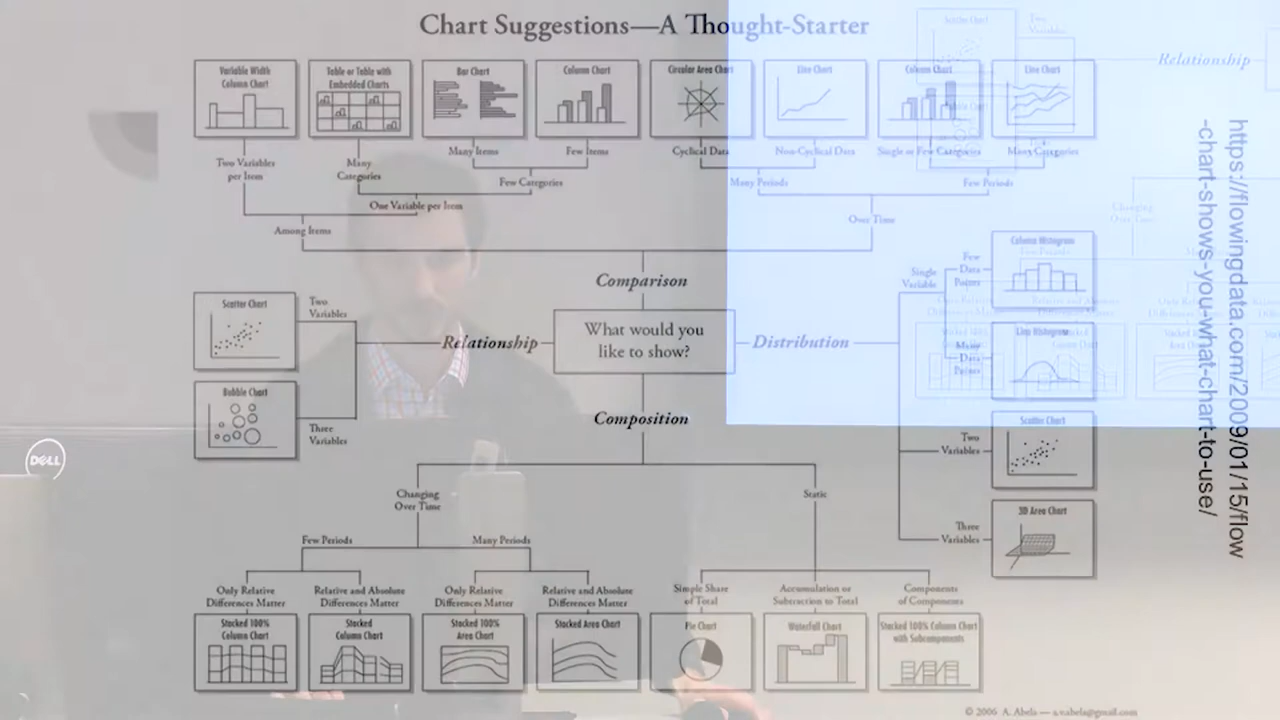 Chart Suggestions—A Thought-Starter
Variable Width
Column Chart
Table or Table with
Embedded Charts
Bar Chart
Column Chart
Circular Area Chart
Line Chart
Column Chart
Line Chart
Two Variables
per Item
Many
Categories
Many Items
Few Items
Cyclical Data
Non-Cyclical Data
Single or Few Categories
Many Categories
Few Categories
Many Periods
Few Periods
One Variable per Item
Among Items
Over Time
Comparison
What would you
like to show?
Relationship
Scatter Chart
Two
Variables
Bubble Chart
Three
Variables
Distribution
Single
Variable
Few
Data
Points
Column Histogram
Many
Data
Points
Line Histogram
Two
Variables
Scatter Chart
Three
Variables
3D Area Chart
Composition
Changing
Over Time
Static
Few Periods
Many Periods
Only Relative
Differences Matter
Relative and Absolute
Differences Matter
Only Relative
Differences Matter
Relative and Absolute
Differences Matter
Simple Share
of Total
Accumulation or
Subtraction to Total
Components
of Components
Stacked 100%
Column Chart
Stacked
Column Chart
Stacked 100%
Area Chart
Stacked Area Chart
Pie Chart
Waterfall Chart
Stacked 100% Column Chart
with Subcomponents
© 2006 A. Abela — a.v.abela@gmail.com
https://flowingdata.com/2009/01/15/flow
-chart-shows-you-what-chart-to-use/
Relationship
Two
Variables
Changing
Over Time
DELL